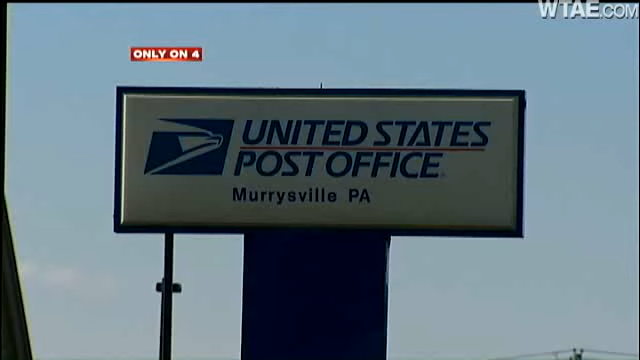 WTAE.COM
ONLY ON 4
UNITED STATES
POST OFFICE
Murrysville PA